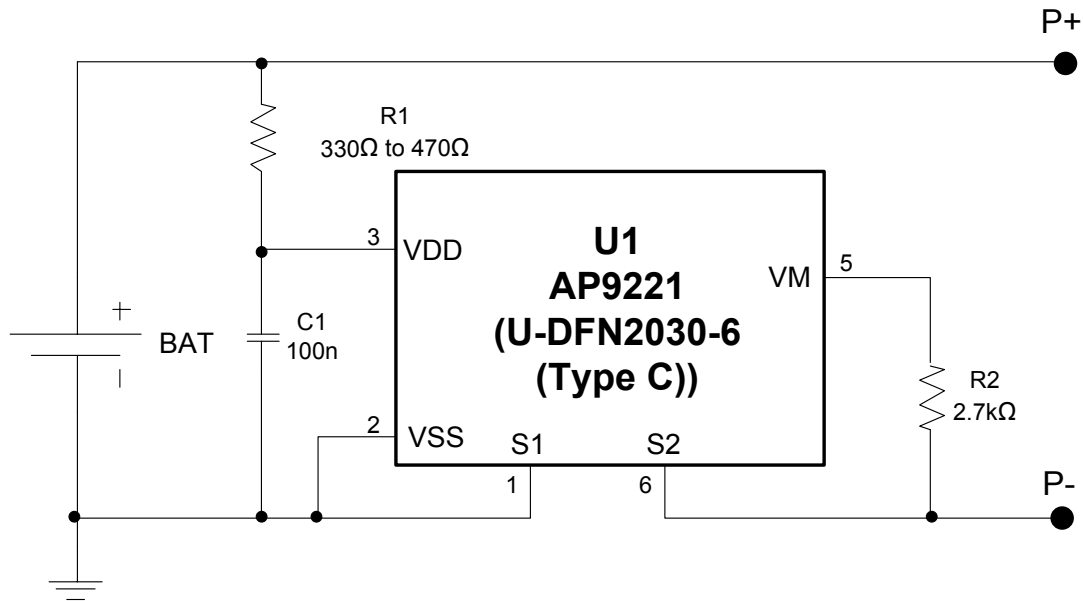 P+
R1
330Ω to 470Ω
3
VDD
U1
AP9221
(U-DFN2030-6
(Type C))
VM
5
+
BAT
C1
100n
R2
2.7kΩ
2
VSS
S1
S2
1
6
P-